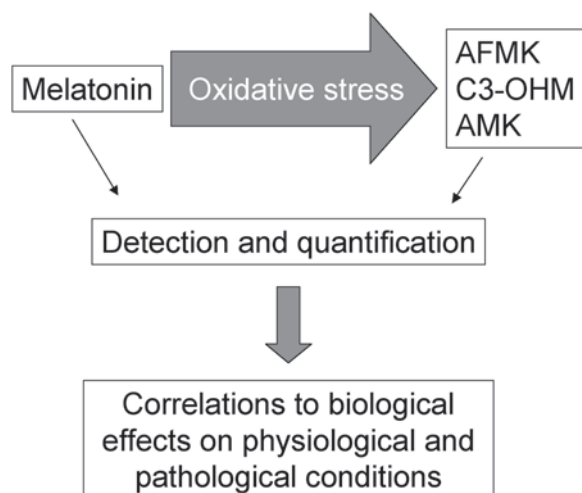 Melatonin
Oxidative stress
AFMK
C3-OHM
AMK
Detection and quantification
Correlations to biological
effects on physiological and
pathological conditions